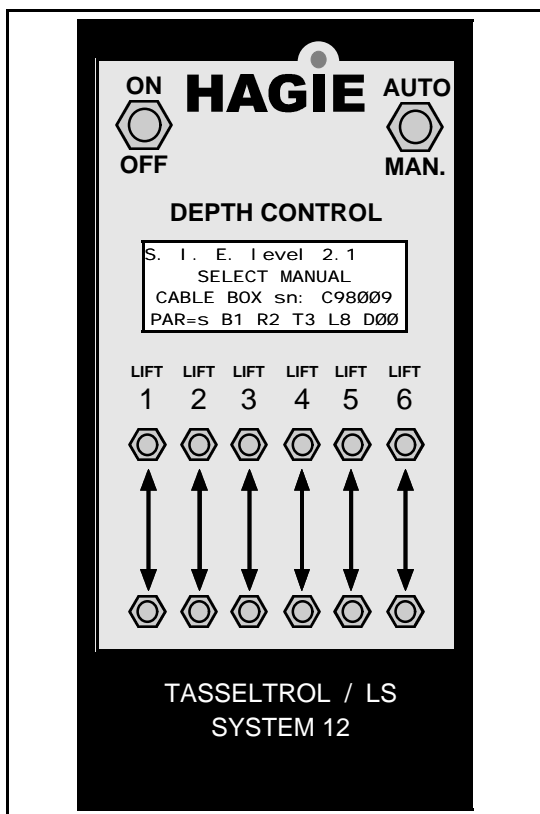 ON HAGIE AUTO
OFF MAN.
DEPTH CONTROL
S. I. E. level 2.1
SELECT MANUAL
CABLE BOX sn: C98ØØ9
PAR=s B1 R2 T3 L8 DØØ
LIFT LIFT LIFT LIFT LIFT LIFT
1 2 3 4 5 6
TASSELTROL / LS
SYSTEM 12